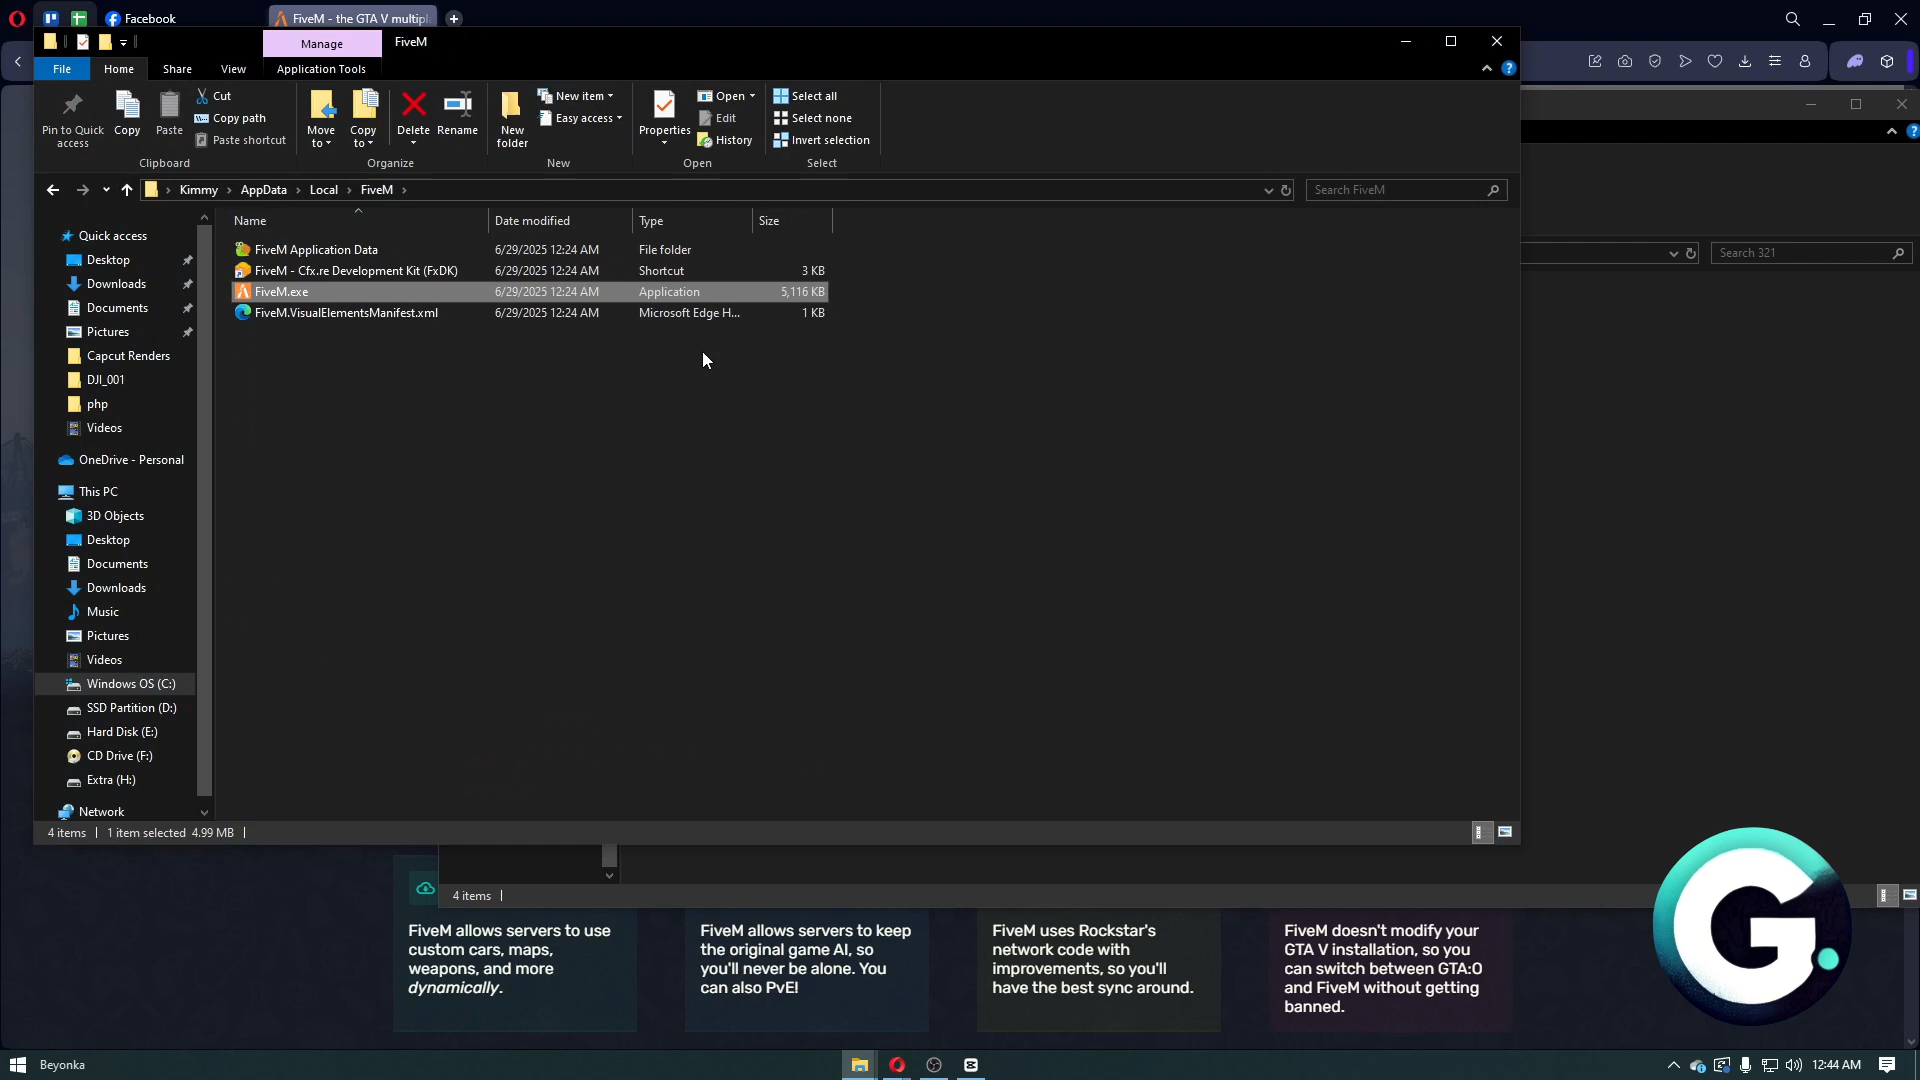 Facebook
FiveM - the GTA V multipl
Manage
FiveM
File
Home
Share
View
Application Tools
Pin to Quick access
Copy
Paste
Cut
Copy path
Paste shortcut
Clipboard
Move to
Copy to
Delete
Rename
Organize
New folder
New item
Easy access
New
Properties
Open
Edit
History
Open
Select all
Select none
Invert selection
Select
Kimmy
AppData
Local
FiveM
Search FiveM
Search 321
Name
Date modified
Type
Size
FiveM Application Data 6/29/2025 12:24 AM File folder
FiveM - Cfx.re Development Kit (FxDK) 6/29/2025 12:24 AM Shortcut 3 KB
FiveM.exe 6/29/2025 12:24 AM Application 5,116 KB
FiveM.VisualElementsManifest.xml 6/29/2025 12:24 AM Microsoft Edge H... 1 KB
Quick access
Desktop
Downloads
Documents
Pictures
Capcut Renders
DJI_001
php
Videos
OneDrive - Personal
This PC
3D Objects
Desktop
Documents
Downloads
Music
Pictures
Videos
Windows OS (C:)
SSD Partition (D:)
Hard Disk (E:)
CD Drive (F:)
Extra (H:)
Network
4 items
1 item selected 4.99 MB
4 items
FiveM allows servers to use
custom cars, maps,
weapons, and more
dynamically.
FiveM allows servers to keep
the original game AI, so
you'll never be alone. You
can also PvE!
FiveM uses Rockstar's
network code with
improvements, so you'll
have the best sync around.
FiveM doesn't modify your
GTA V installation, so you
can switch between GTA:O
and FiveM without getting
banned.
G
Beyonka
12:44 AM